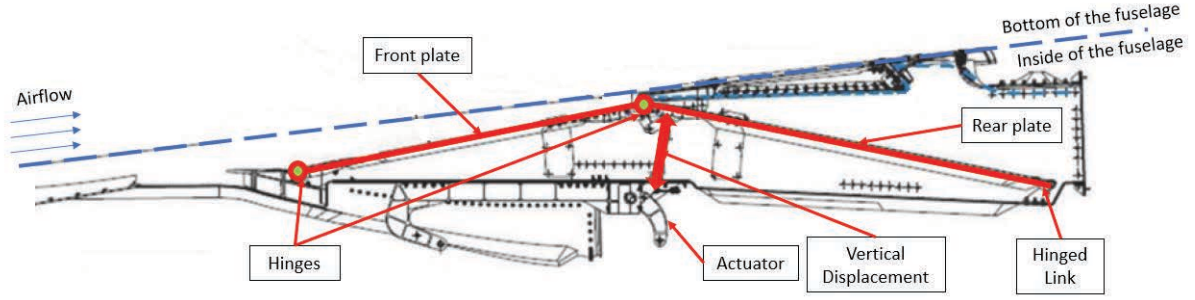 Bottom of the fuselage
Inside of the fuselage
Front plate
Airflow
Rear plate
Hinges
Actuator
Vertical
Displacement
Hinged
Link